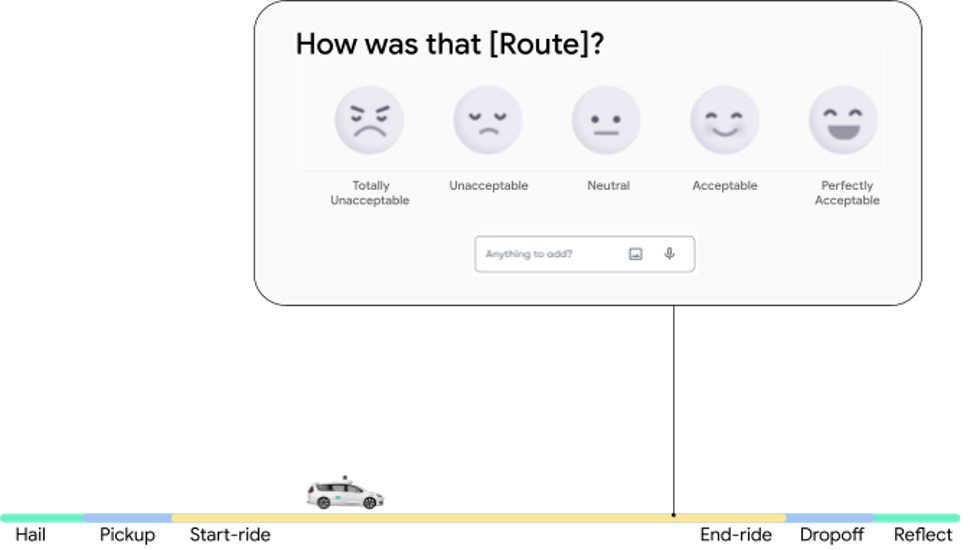 How was that [Route]?
Totally
Unacceptable
Unacceptable
Neutral
Acceptable
Perfectly
Acceptable
Anything to add?
Hail
Pickup
Start-ride
End-ride
Dropoff
Reflect